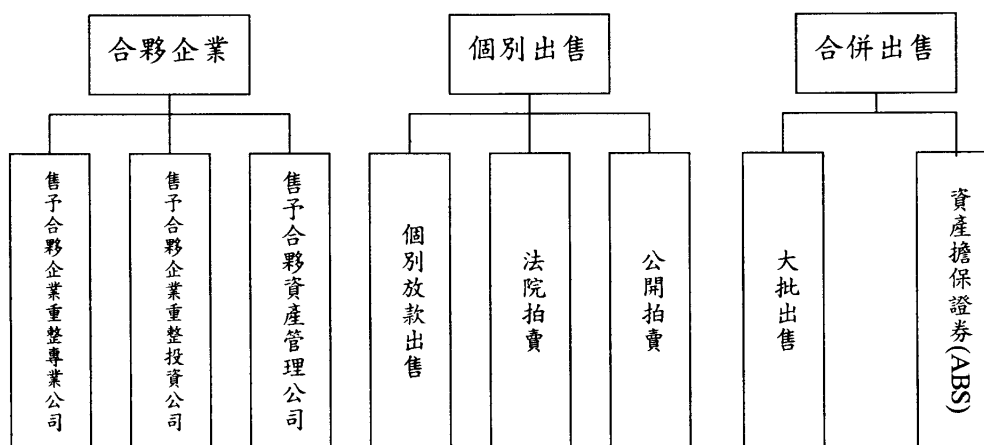 合夥企業
售予合夥企業重整專業公司
售予合夥企業重整投資公司
售予合夥資產管理公司
個別出售
個別放款出售
法院拍賣
公開拍賣
合併出售
大批出售
資產擔保證券(ABS)